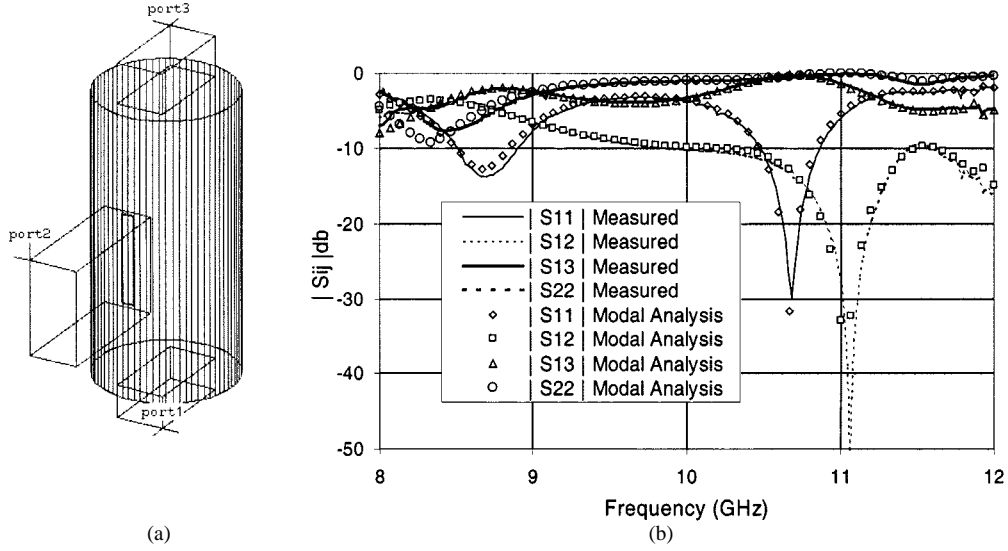 port3
port2
port1
(a)
0
-10
-20
-30
-40
-50
| Sij |db
| S11 | Measured
| S12 | Measured
| S13 | Measured
| S22 | Measured
| S11 | Modal Analysis
| S12 | Modal Analysis
| S13 | Modal Analysis
| S22 | Modal Analysis
8 9 10 11 12
Frequency (GHz)
(b)